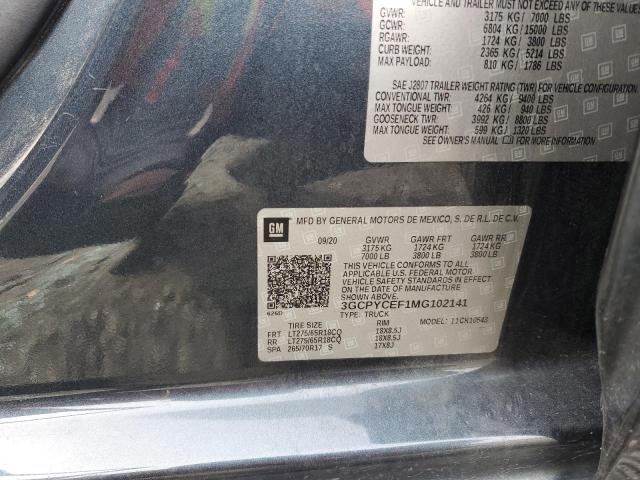 VEHICLE AND TRAILER MUST NOT EXCEED ANY OF THESE VALUES
GVWR: 3175 KG / 7000 LBS
GCWR: 6804 KG / 15000 LBS
RGAWR: 1724 KG / 3800 LBS
CURB WEIGHT: 2365 KG / 5214 LBS
MAX PAYLOAD: 810 KG / 1786 LBS
SAE J2807 TRAILER WEIGHT RATING (TWR) FOR VEHICLE CONFIGURATION
CONVENTIONAL TWR: 4264 KG / 9400 LBS
MAX TONGUE WEIGHT: 426 KG / 940 LBS
GOOSENECK TWR: 3992 KG / 8800 LBS
MAX TONGUE WEIGHT: 599 KG / 1320 LBS
SEE OWNER'S MANUAL FOR ADDITIONAL
GM MFD BY GENERAL MOTORS DE MEXICO, S. DE R.L. DE C.V.
09/20 GVWR GAWR FRT GAWR RR
3175 KG 1724 KG 1724 KG
7000 LB 3800 LB 3800 LB
THIS VEHICLE CONFORMS TO ALL
APPLICABLE U.S. FEDERAL MOTOR
VEHICLE SAFETY STANDARDS IN EFFECT
ON THE DATE OF MANUFACTURE SHOWN ABOVE.
3GCPYCEF1MG102141
626D TYPE: TRUCK
TIRE SIZE RIM MODEL: 11CK10543
FRT LT275/65R18CQ 18X8.5J
RR LT275/65R18CQ 18X8.5J
SPA 265/70R17 S 17X8J